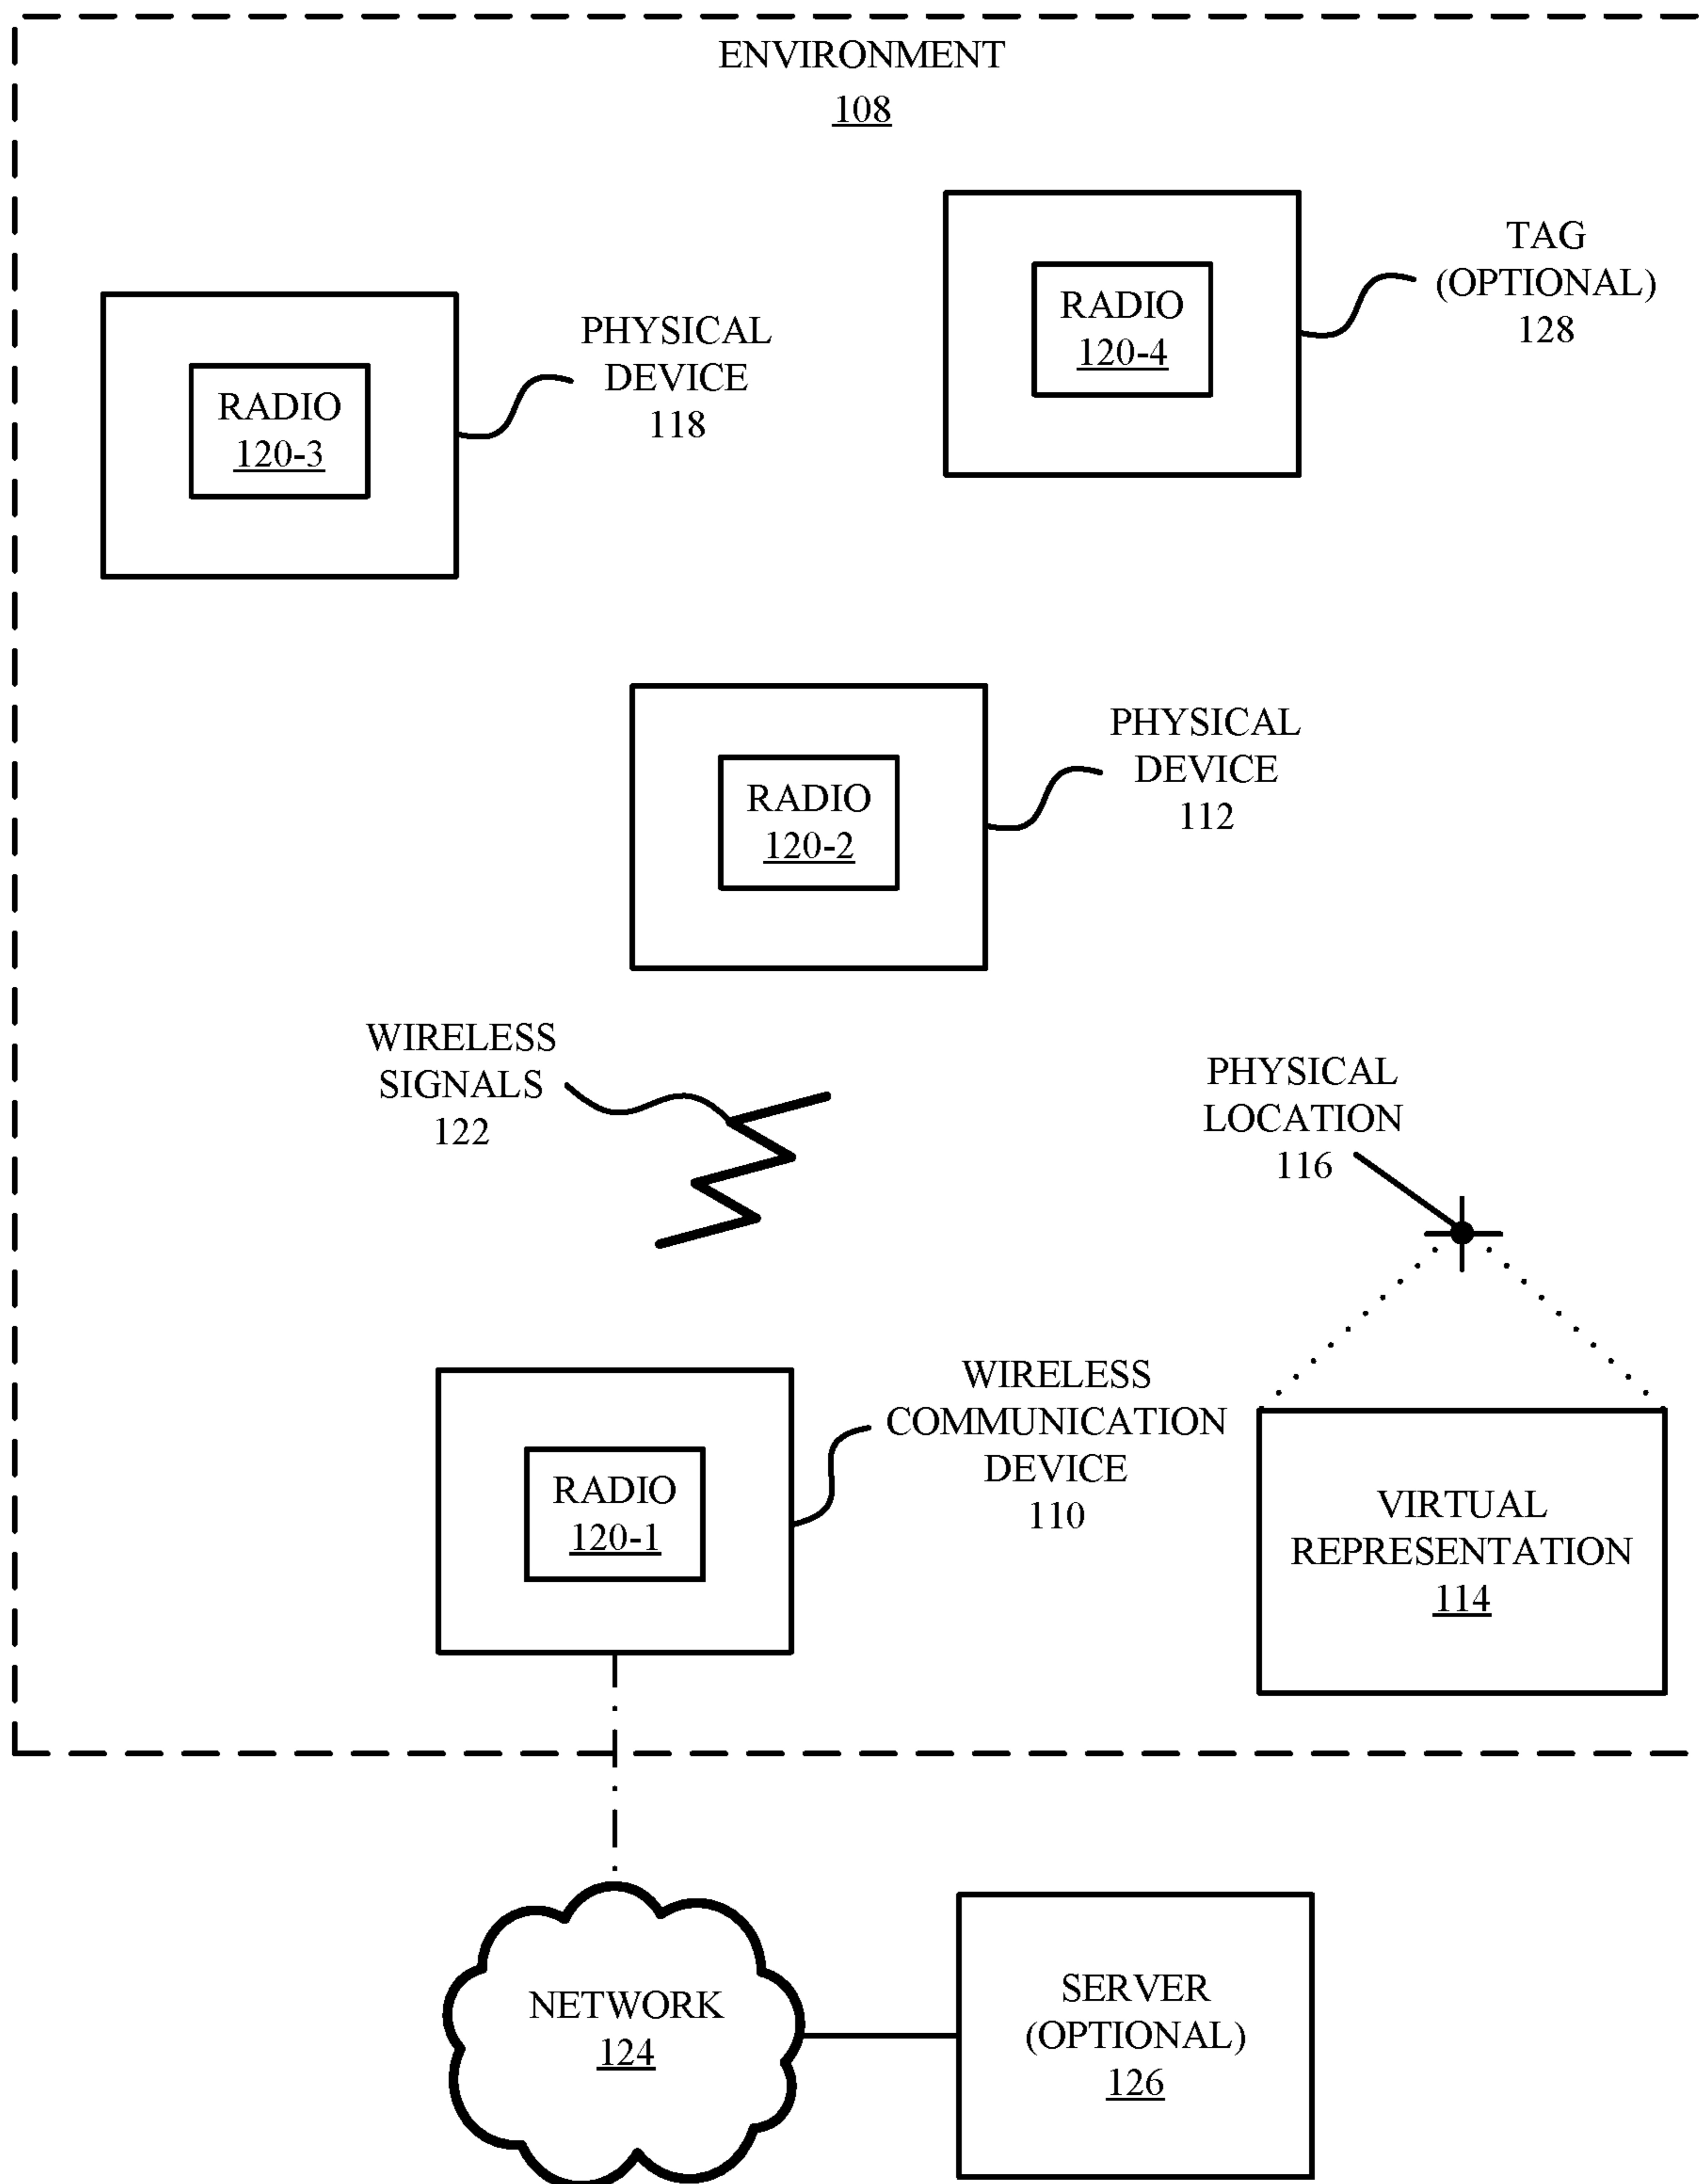 ENVIRONMENT
108
TAG
(OPTIONAL)
128
RADIO
120-4
PHYSICAL
DEVICE
118
RADIO
120-3
PHYSICAL
DEVICE
112
RADIO
120-2
WIRELESS
SIGNALS
122
PHYSICAL
LOCATION
116
WIRELESS
COMMUNICATION
DEVICE
110
RADIO
120-1
VIRTUAL
REPRESENTATION
114
NETWORK
124
SERVER
(OPTIONAL)
126